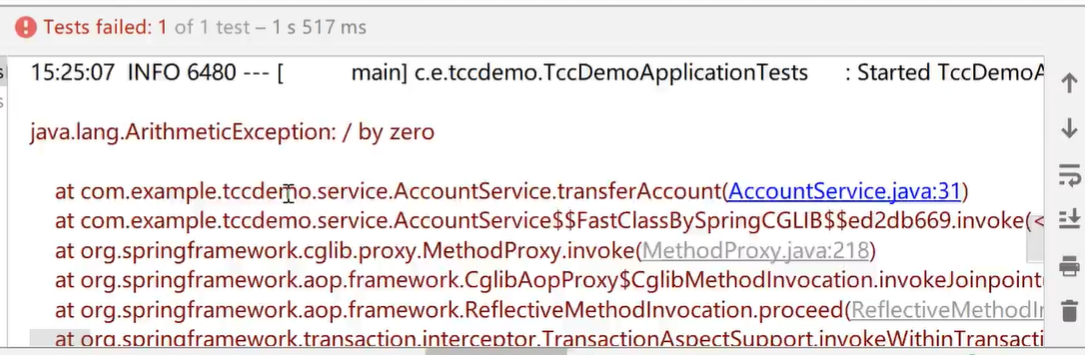 Tests failed: 1 of 1 test – 1 s 517 ms
15:25:07 INFO 6480 --- [ main] c.e.tccdemo.TccDemoApplicationTests : Started TccDemoA
java.lang.ArithmeticException: / by zero
at com.example.tccdemo.service.AccountService.transferAccount(AccountService.java:31)
at com.example.tccdemo.service.AccountService$$FastClassBySpringCGLIB$$ed2db669.invoke(<
at org.springframework.cglib.proxy.MethodProxy.invoke(MethodProxy.java:218)
at org.springframework.aop.framework.CglibAopProxy$CglibMethodInvocation.invokeJoinpoint
at org.springframework.aop.framework.ReflectiveMethodInvocation.proceed(ReflectiveMethodIn
at org.springframework.transaction.interceptor.TransactionAspectSupport.invokeWithinTransacti